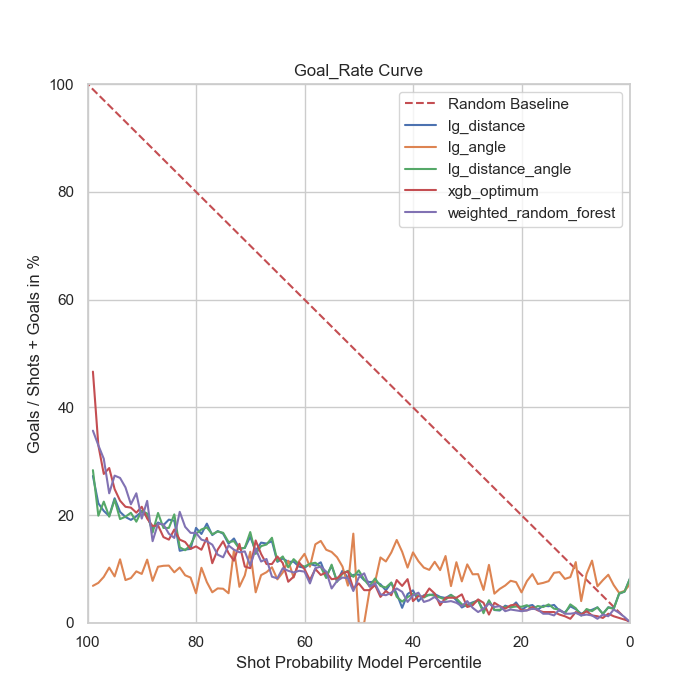 Goal_Rate Curve
100
80
60
40
20
0
Goals / Shots + Goals in %
Random Baseline
lg_distance
lg_angle
lg_distance_angle
xgb_optimum
weighted_random_forest
100 80 60 40 20 0
Shot Probability Model Percentile